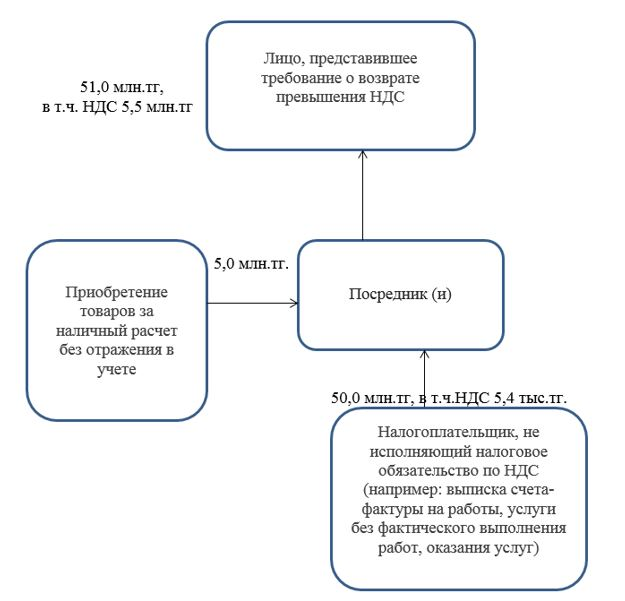 Лицо, представившее
требование о возврате
превышения НДС
51,0 млн.тг,
в т.ч. НДС 5,5 млн.тг
5,0 млн.тг.
Приобретение
товаров за
наличный расчет
без отражения в
учете
Посредник (и)
50,0 млн.тг, в т.ч.НДС 5,4 тыс.тг.
Налогоплательщик, не
исполняющий налоговое
обязательство по НДС
(например: выписка счета-
фактуры на работы, услуги
без фактического выполнения
работ, оказания услуг)